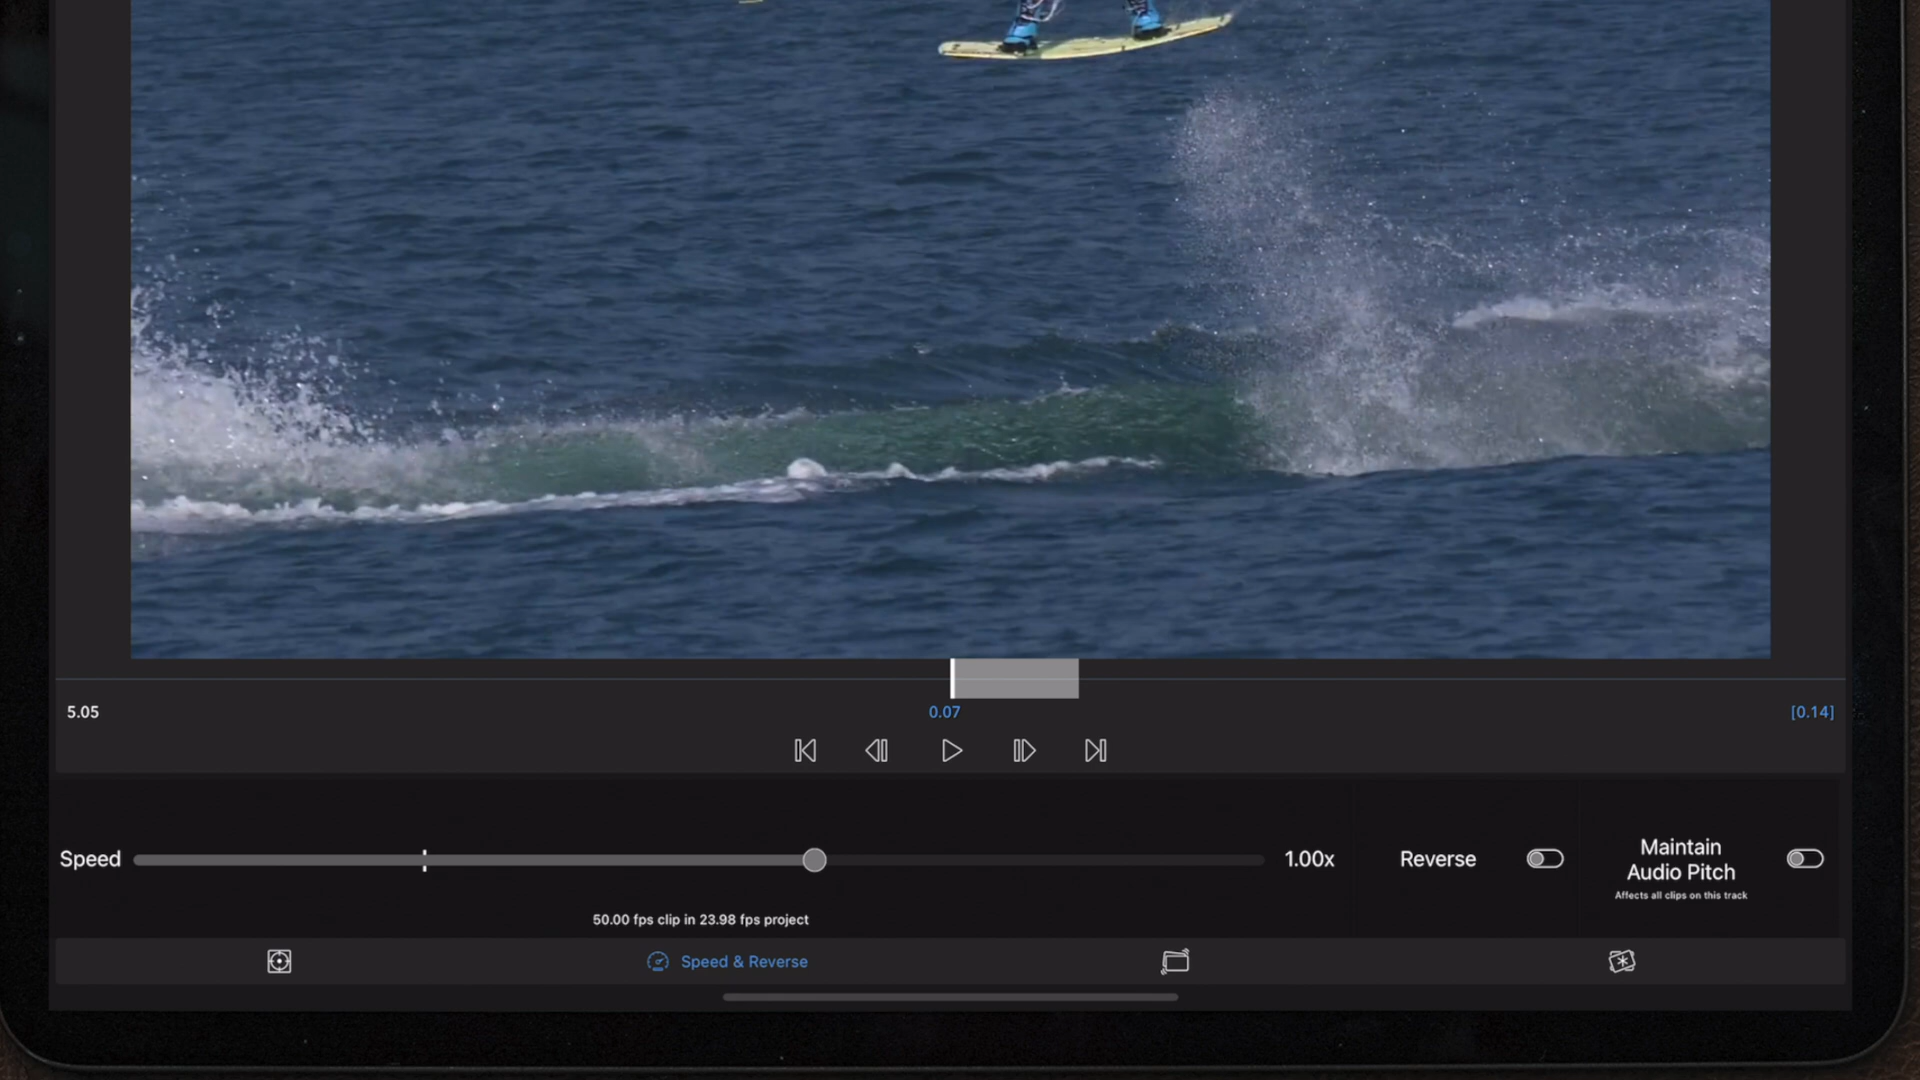 5.05
0.07
[0.14]
Speed
1.00x
Reverse
Maintain
Audio Pitch
Affects all clips on this track
50.00 fps clip in 23.98 fps project
Speed & Reverse